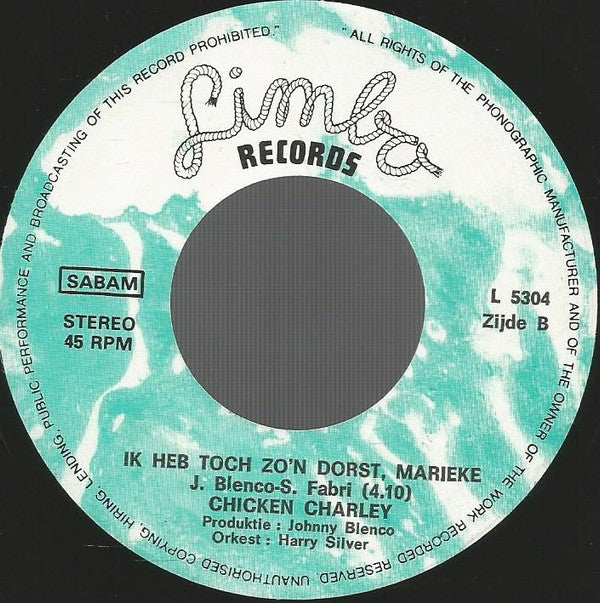 "ALL RIGHTS OF THE PHONOGRAPHIC MANUFACTURER AND OF THE OWNER OF THE WORK RECORDED RESERVED. UNAUTHORISED COPYING, HIRING, LENDING, PUBLIC PERFORMANCE AND BROADCASTING OF THIS RECORD PROHIBITED."
Limbo
RECORDS
SABAM
STEREO
45 RPM
L 5304
Zijde B
IK HEB TOCH ZO'N DORST, MARIEKE
J. Blenco-S. Fabri (4.10)
CHICKEN CHARLEY
Produktie : Johnny Blenco
Orkest : Harry Silver